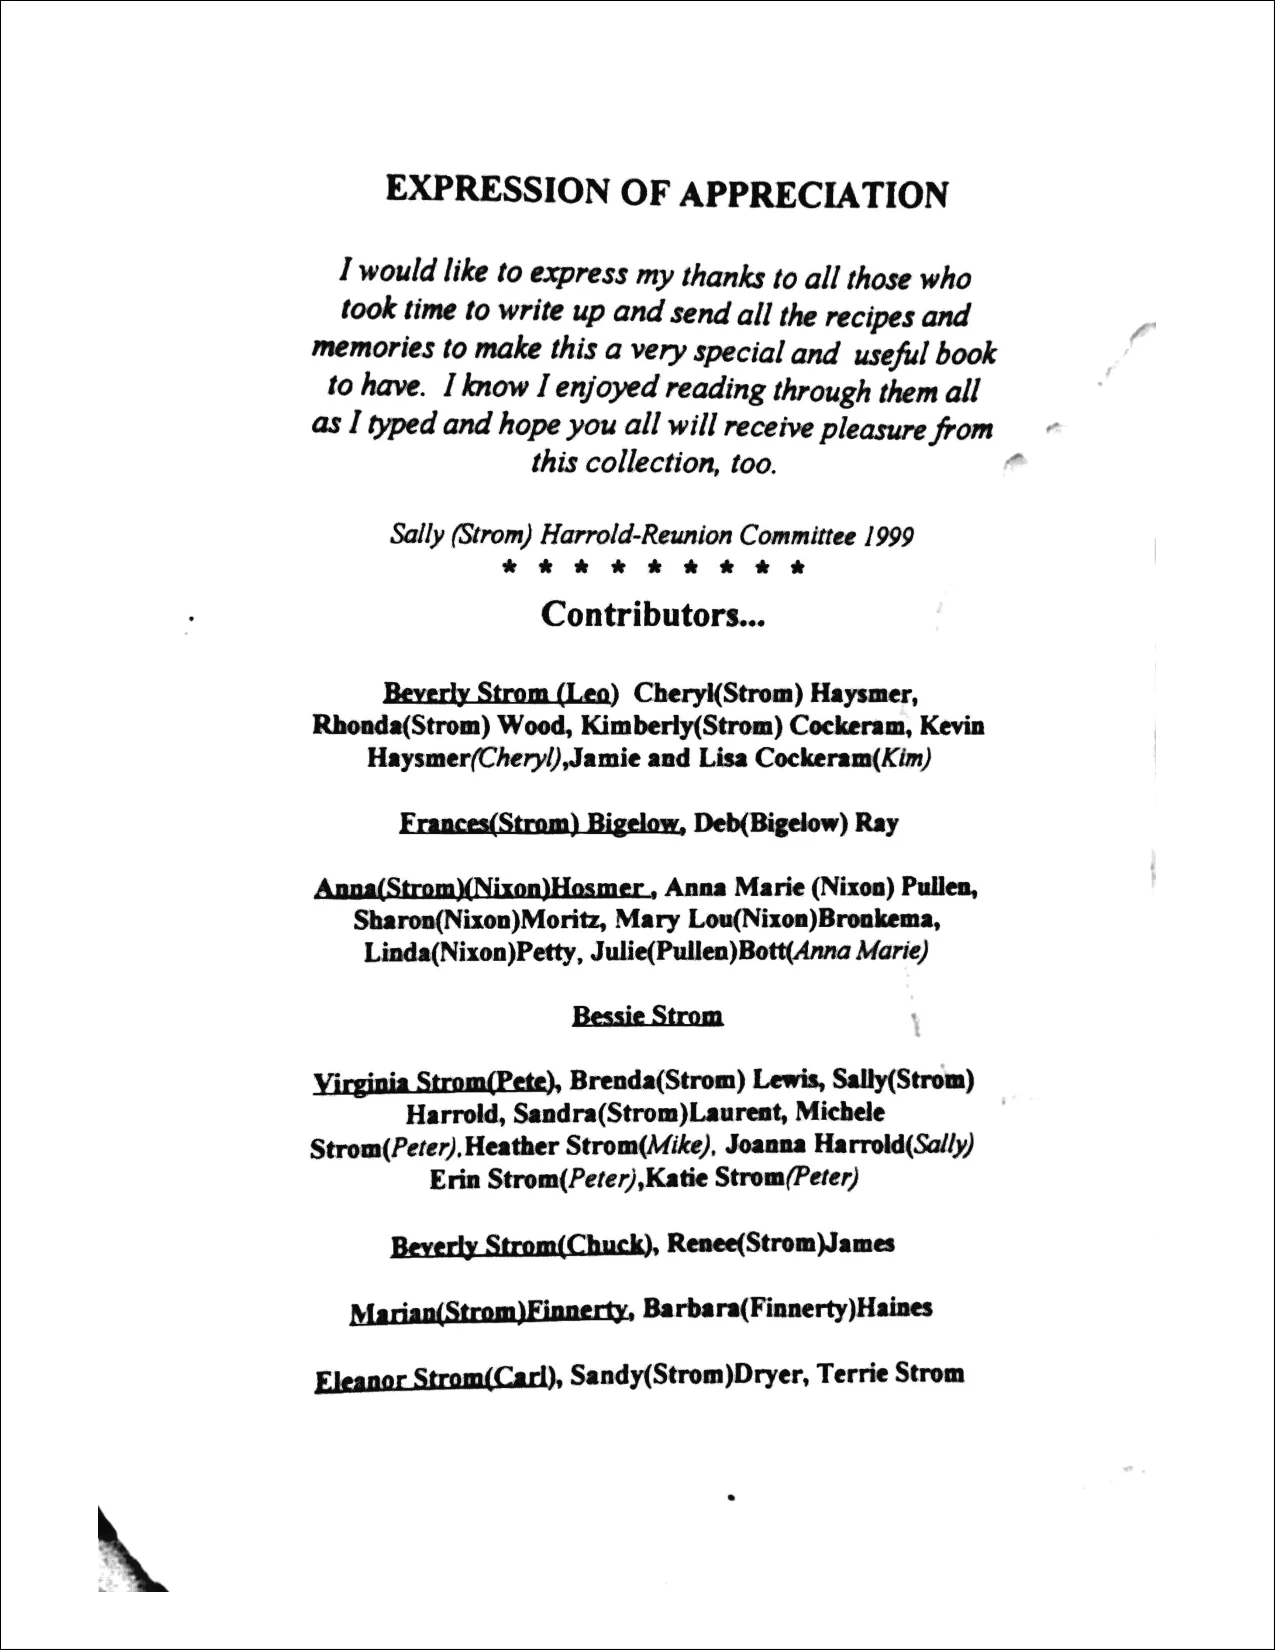 EXPRESSION OF APPRECIATION
I would like to express my thanks to all those who
took time to write up and send all the recipes and
memories to make this a very special and useful book
to have. I know I enjoyed reading through them all
as I typed and hope you all will receive pleasure from
this collection, too.
Sally (Strom) Harrold-Reunion Committee 1999
* * * * * * * * *
Contributors...
Beverly Strom (Leo) Cheryl(Strom) Haysmer,
Rhonda(Strom) Wood, Kimberly(Strom) Cockeram, Kevin
Haysmer(Cheryl),Jamie and Lisa Cockeram(Kim)
Frances(Strom) Bigelow, Deb(Bigelow) Ray
Anna(Strom)(Nixon)Hosmer , Anna Marie (Nixon) Pullen,
Sharon(Nixon)Moritz, Mary Lou(Nixon)Bronkema,
Linda(Nixon)Petty, Julie(Pullen)Bott(Anna Marie)
Bessie Strom
Virginia Strom(Pete), Brenda(Strom) Lewis, Sally(Strom)
Harrold, Sandra(Strom)Laurent, Michele
Strom(Peter).Heather Strom(Mike), Joanna Harrold(Sally)
Erin Strom(Peter),Katie Strom(Peter)
Beverly Strom(Chuck), Renee(Strom)James
Marian(Strom)Finnerty, Barbara(Finnerty)Haines
Eleanor Strom(Carl), Sandy(Strom)Dryer, Terrie Strom